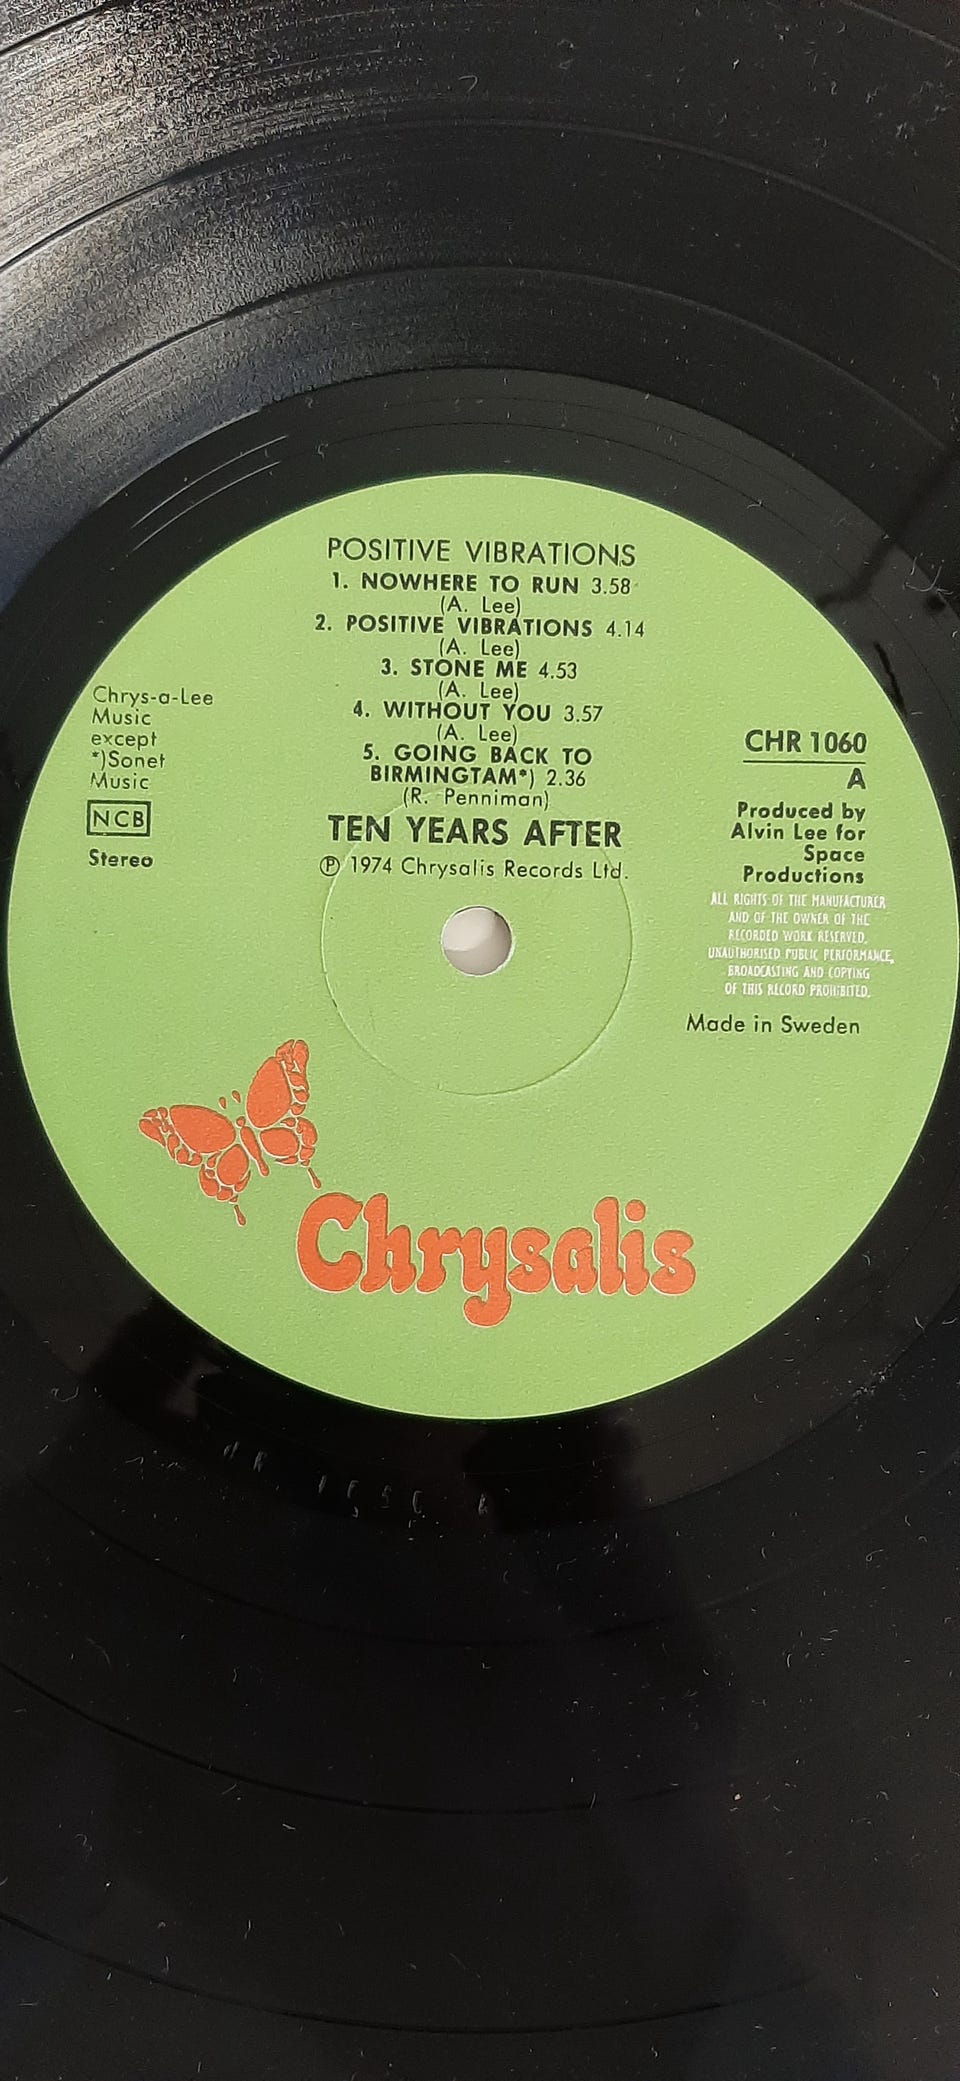 POSITIVE VIBRATIONS
1. NOWHERE TO RUN 3.58
(A. Lee)
2. POSITIVE VIBRATIONS 4.14
(A. Lee)
3. STONE ME 4.53
(A. Lee)
4. WITHOUT YOU 3.57
(A. Lee)
5. GOING BACK TO
BIRMINGTAM*) 2.36
(R. Penniman)
TEN YEARS AFTER
℗ 1974 Chrysalis Records Ltd.
Chrys-a-Lee
Music
except
*)Sonet
Music
NCB
Stereo
CHR 1060
A
Produced by
Alvin Lee for
Space
Productions
ALL RIGHTS OF THE MANUFACTURER
AND OF THE OWNER OF THE
RECORDED WORK RESERVED.
UNAUTHORISED PUBLIC PERFORMANCE,
BROADCASTING AND COPYING
OF THIS RECORD PROHIBITED.
Made in Sweden
Chrysalis